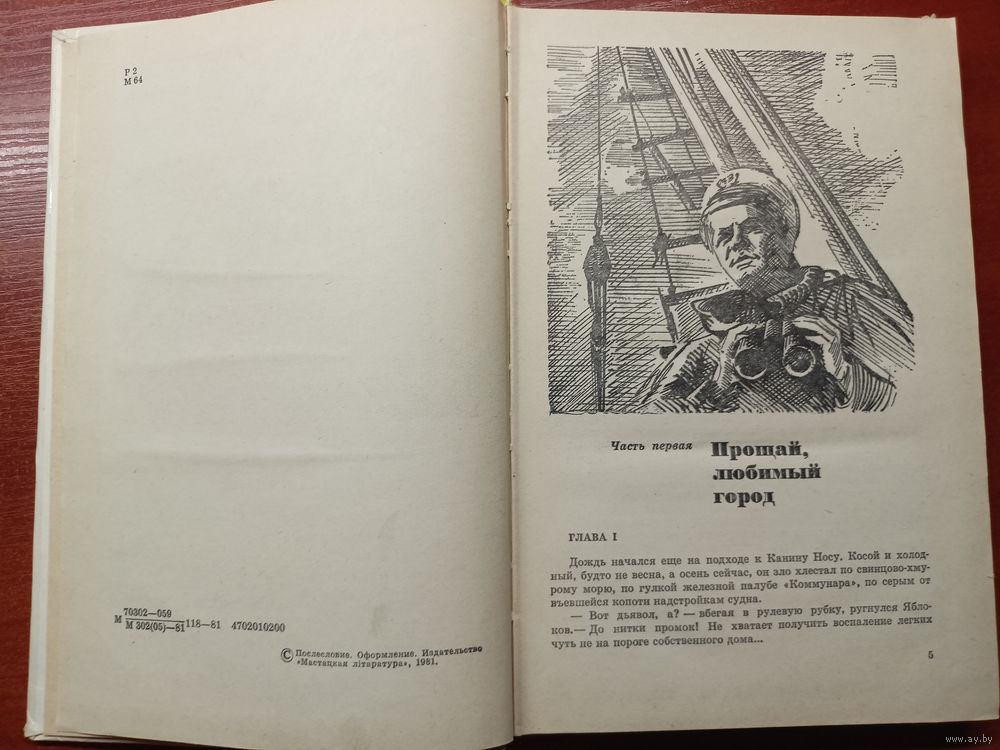 Р 2
М 64
М 70302—059
М 302(05)—81 118—81 4702010200
© Послесловие. Оформление. Издательство
«Мастацкая літаратура», 1981.
Часть первая
Прощай,
любимый
город
ГЛАВА I
Дождь начался еще на подходе к Канину Носу. Косой и холод-
ный, будто не весна, а осень сейчас, он зло хлестал по свинцово-хму-
рому морю, по гулкой железной палубе «Коммунара», по серым от
въевшейся копоти надстройкам судна.
— Вот дьявол, а? — вбегая в рулевую рубку, ругнулся Ябло-
ков.— До нитки промок! Не хватает получить воспаление легких
чуть не на пороге собственного дома...
5
www.ay.by